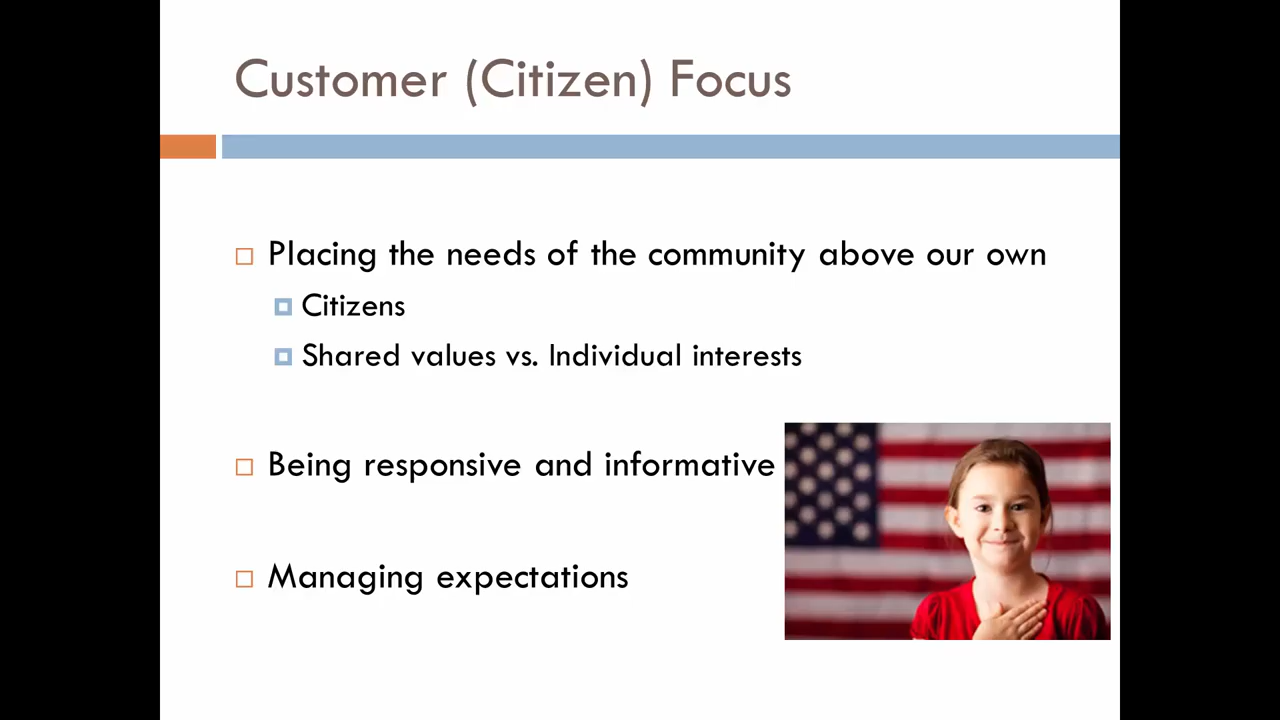 Customer (Citizen) Focus
Placing the needs of the community above our own
Citizens
Shared values vs. Individual interests
Being responsive and informative
Managing expectations